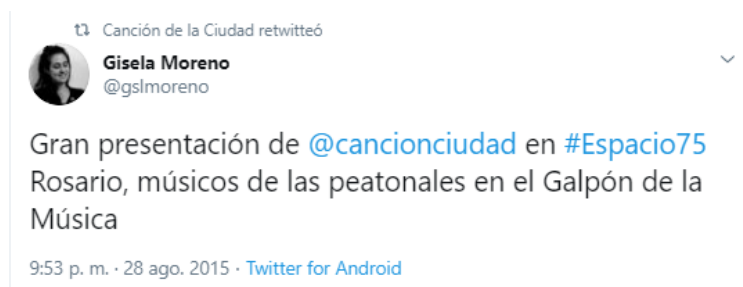 Canción de la Ciudad retwitteó
Gisela Moreno
@gslmoreno
Gran presentación de @cancionciudad en #Espacio75
Rosario, músicos de las peatonales en el Galpón de la
Música
9:53 p. m. · 28 ago. 2015 · Twitter for Android